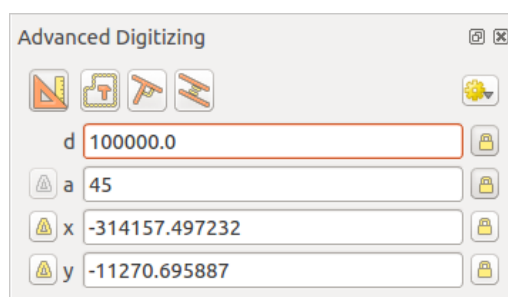 Advanced Digitizing
d 100000.0
a 45
x -314157.497232
y -11270.695887